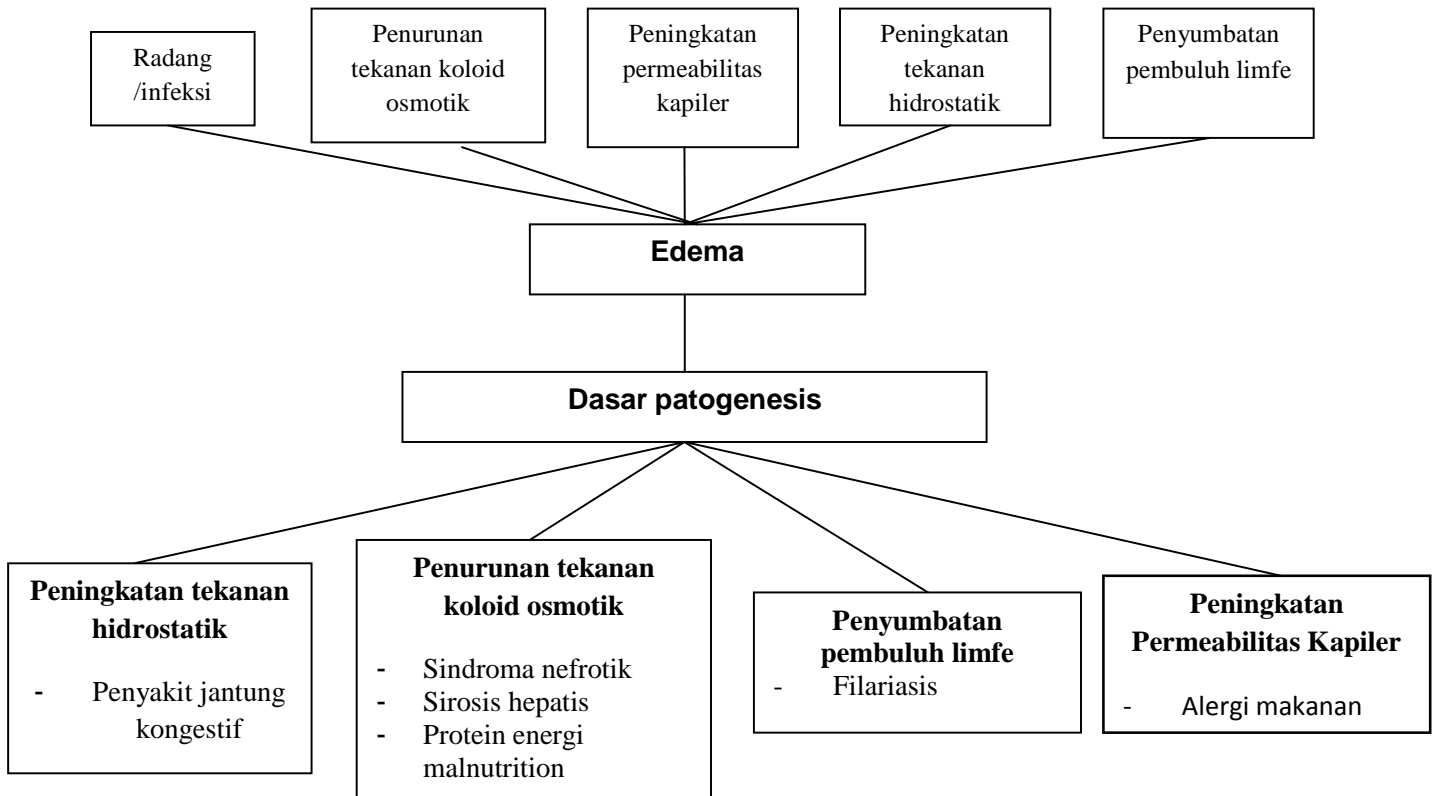 Radang
/infeksi
Penurunan
tekanan koloid
osmotik
Peningkatan
permeabilitas
kapiler
Peningkatan
tekanan
hidrostatik
Penyumbatan
pembuluh limfe
Edema
Dasar patogenesis
Peningkatan tekanan
hidrostatik
- Penyakit jantung
kongestif
Penurunan tekanan
koloid osmotik
- Sindroma nefrotik
- Sirosis hepatis
- Protein energi
malnutrition
Penyumbatan
pembuluh limfe
- Filariasis
Peningkatan
Permeabilitas Kapiler
- Alergi makanan